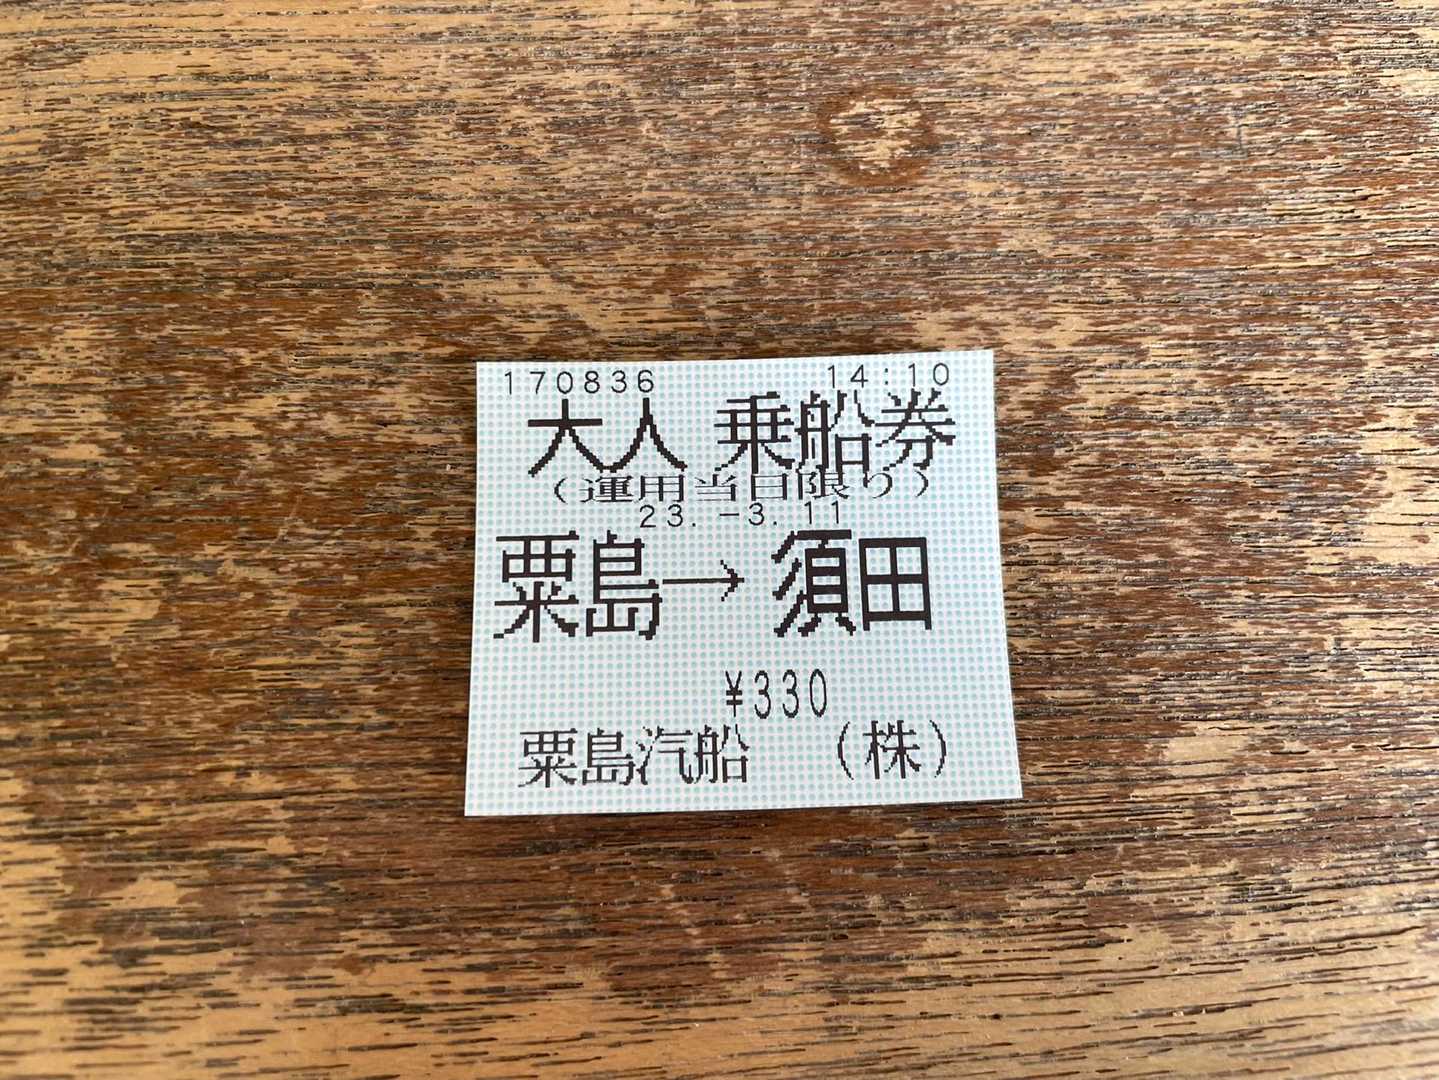 170836 14:10
大人 乗船券
(運用当日限り)
23.-3.11
粟島→須田
¥330
粟島汽船 (株)